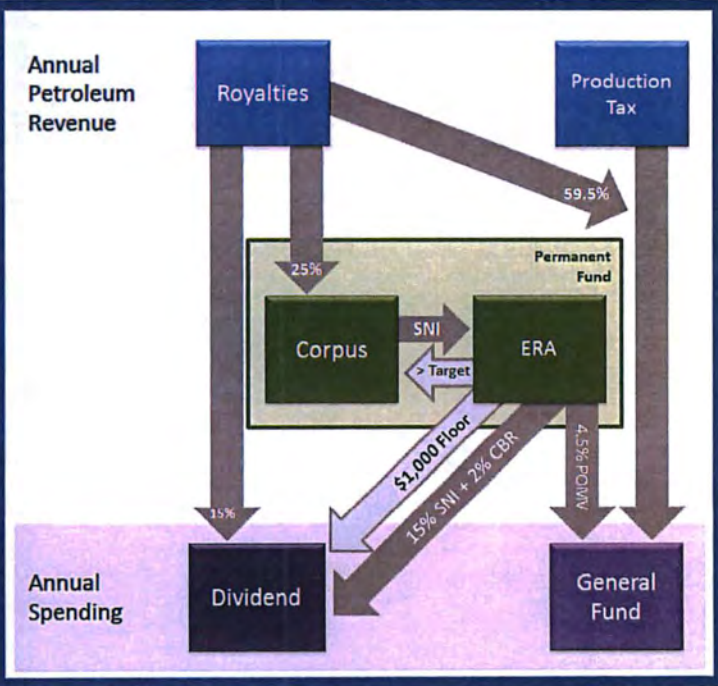 Annual
Petroleum
Revenue
Royalties
Production
Tax
59.5%
25%
Permanent
Fund
Corpus
SNI
> Target
ERA
$1,000 Floor
15% SNI + 2% CBR
4.5% POMV
15%
Annual
Spending
Dividend
General
Fund